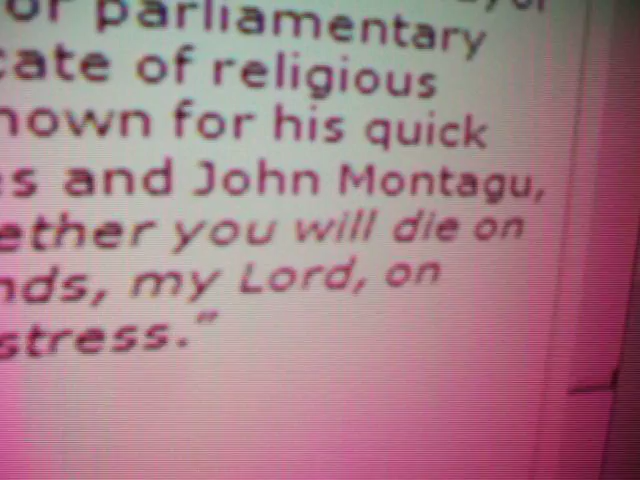 or parliamentary
cate of religious
nown for his quick
es and John Montagu,
ether you will die on
nds, my Lord, on
stress.”